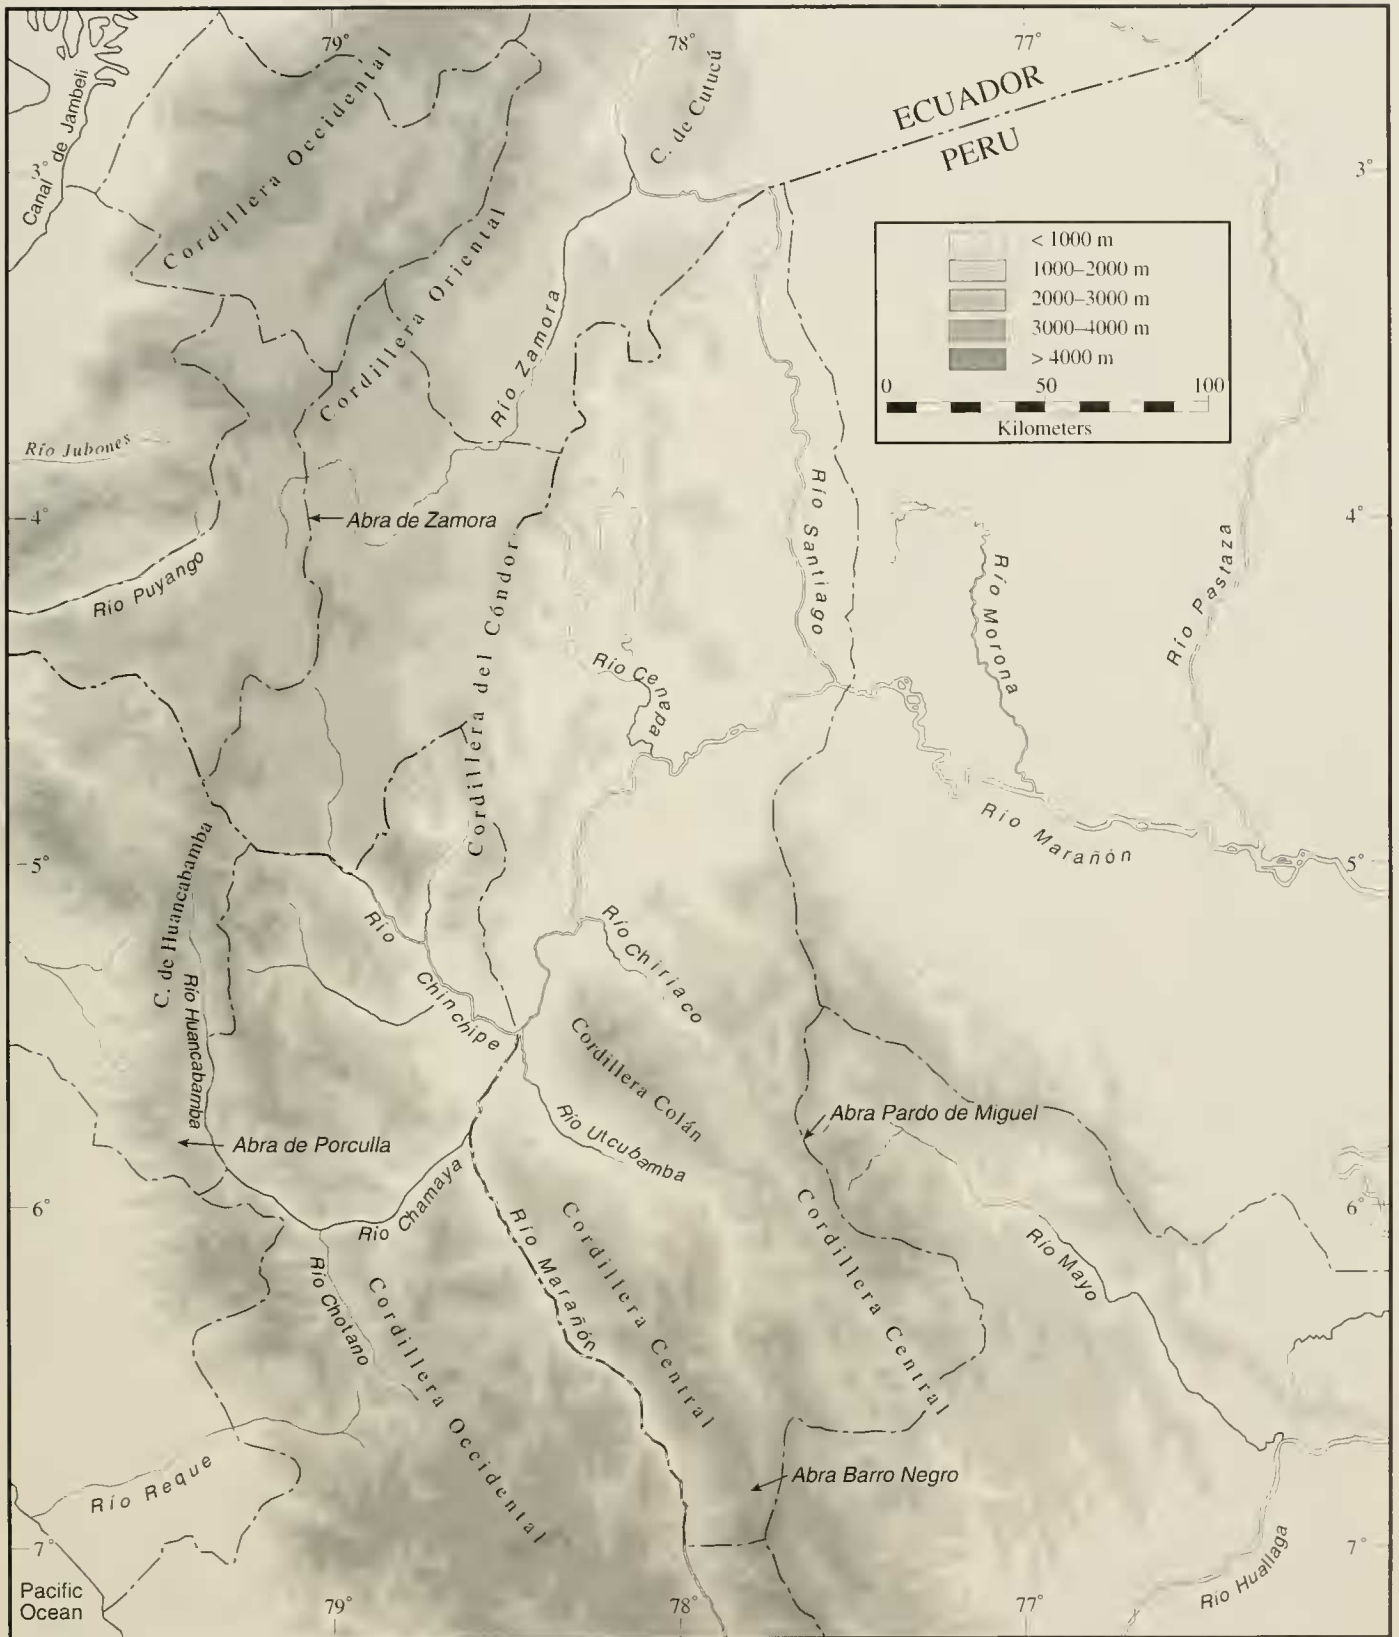 79°
78°
77°
Canal de Jambelí
3°
Cordillera Occidental
C. de Cutucú
ECUADOR
PERU
3°
< 1000 m
1000–2000 m
2000–3000 m
3000–4000 m
> 4000 m
0 50 100
Kilometers
Cordillera Oriental
Río Zamora
Río Jubones
4°
Abra de Zamora
Río Puyango
Cordillera del Cóndor
Río Santiago
Río Morona
Río Pastaza
4°
Río Cenepa
Río Marañón
5°
5°
C. de Huancabamba
Río Huancabamba
Río Chinchipe
Río Chiriaco
Cordillera Colán
Río Utcubamba
Abra Pardo de Miguel
Abra de Porculla
6°
Río Chamaya
Río Marañón
Cordillera Central
Cordillera Central
Río Mayo
6°
Río Chotano
Cordillera Occidental
Río Reque
Abra Barro Negro
7°
7°
Pacific
Ocean
Río Huallaga
79°
78°
77°